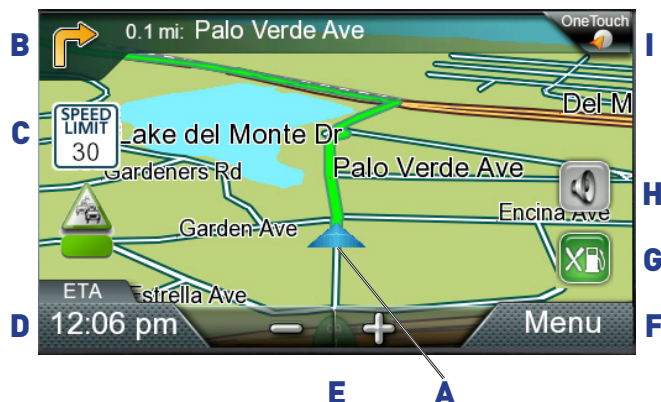 B
0.1 mi: Palo Verde Ave
OneTouch
I
C
SPEED
LIMIT
30
Lake del Monte Dr
Del M
Gardeners Rd
Palo Verde Ave
H
Encina Ave
Garden Ave
G
ETA
Estrella Ave
D
12:06 pm
Menu
F
E
A